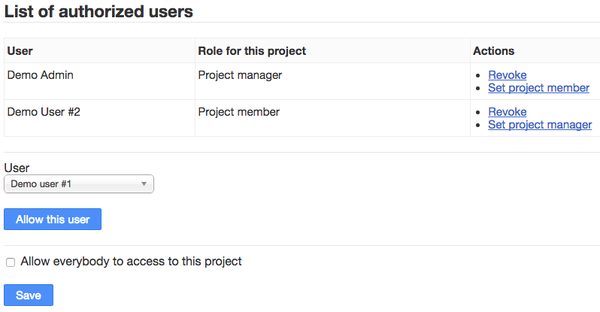 List of authorized users
User Role for this project Actions
Demo Admin Project manager Revoke
Set project member
Demo User #2 Project member Revoke
Set project manager
User
Demo user #1
Allow this user
Allow everybody to access to this project
Save